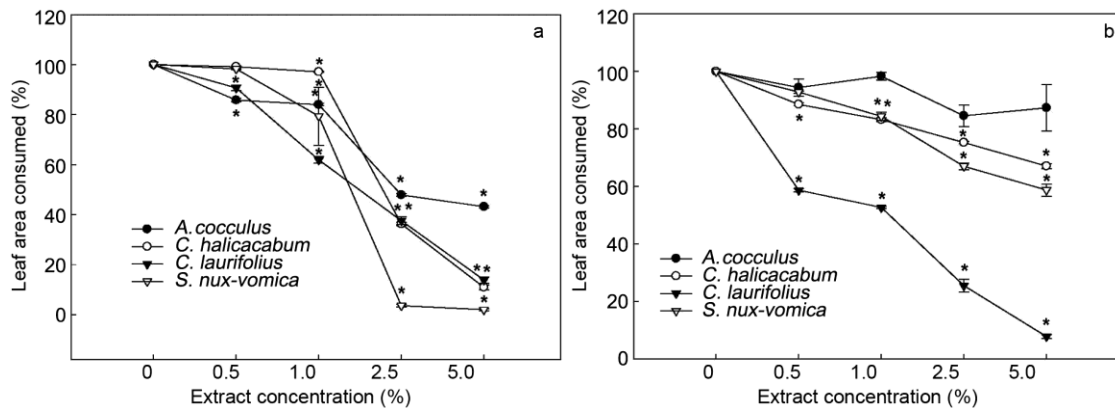 a
120
100
80
60
40
20
0
Leaf area consumed (%)
* * * * * * * * * * * * *
A. cocculus
C. halicacabum
C. laurifolius
S. nux-vomica
0 0.5 1.0 2.5 5.0
Extract concentration (%)
b
120
100
80
60
40
20
0
Leaf area consumed (%)
* * * * * * * * * * * *
A. cocculus
C. halicacabum
C. laurifolius
S. nux-vomica
0 0.5 1.0 2.5 5.0
Extract concentration (%)